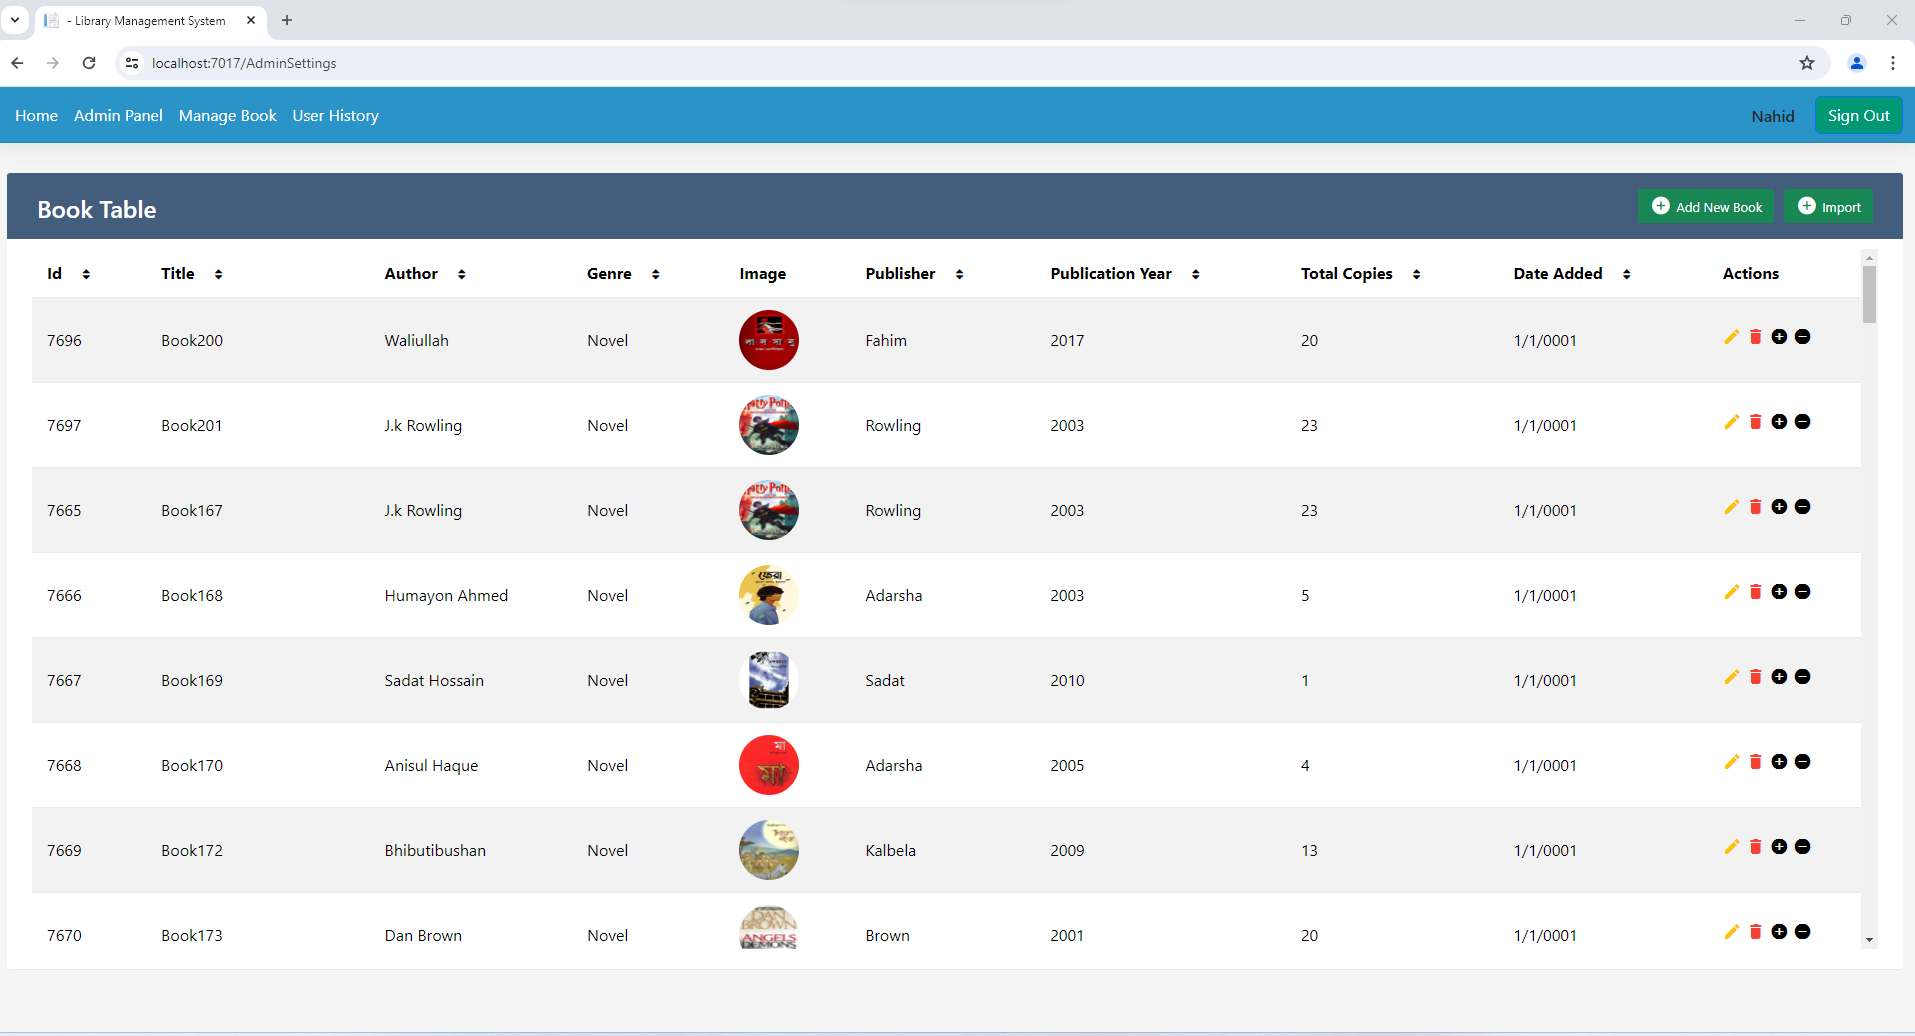 - Library Management System
localhost:7017/AdminSettings
Home Admin Panel Manage Book User History Nahid Sign Out
Book Table Add New Book Import
Id Title Author Genre Image Publisher Publication Year Total Copies Date Added Actions
7696 Book200 Waliullah Novel লালসালু Fahim 2017 20 1/1/0001
7697 Book201 J.k Rowling Novel Rowling 2003 23 1/1/0001
7665 Book167 J.k Rowling Novel Rowling 2003 23 1/1/0001
7666 Book168 Humayon Ahmed Novel ফেরা Adarsha 2003 5 1/1/0001
7667 Book169 Sadat Hossain Novel Sadat 2010 1 1/1/0001
7668 Book170 Anisul Haque Novel মা মা Adarsha 2005 4 1/1/0001
7669 Book172 Bhibutibushan Novel Kalbela 2009 13 1/1/0001
7670 Book173 Dan Brown Novel DAN BROWN ANGELS DEMONS Brown 2001 20 1/1/0001